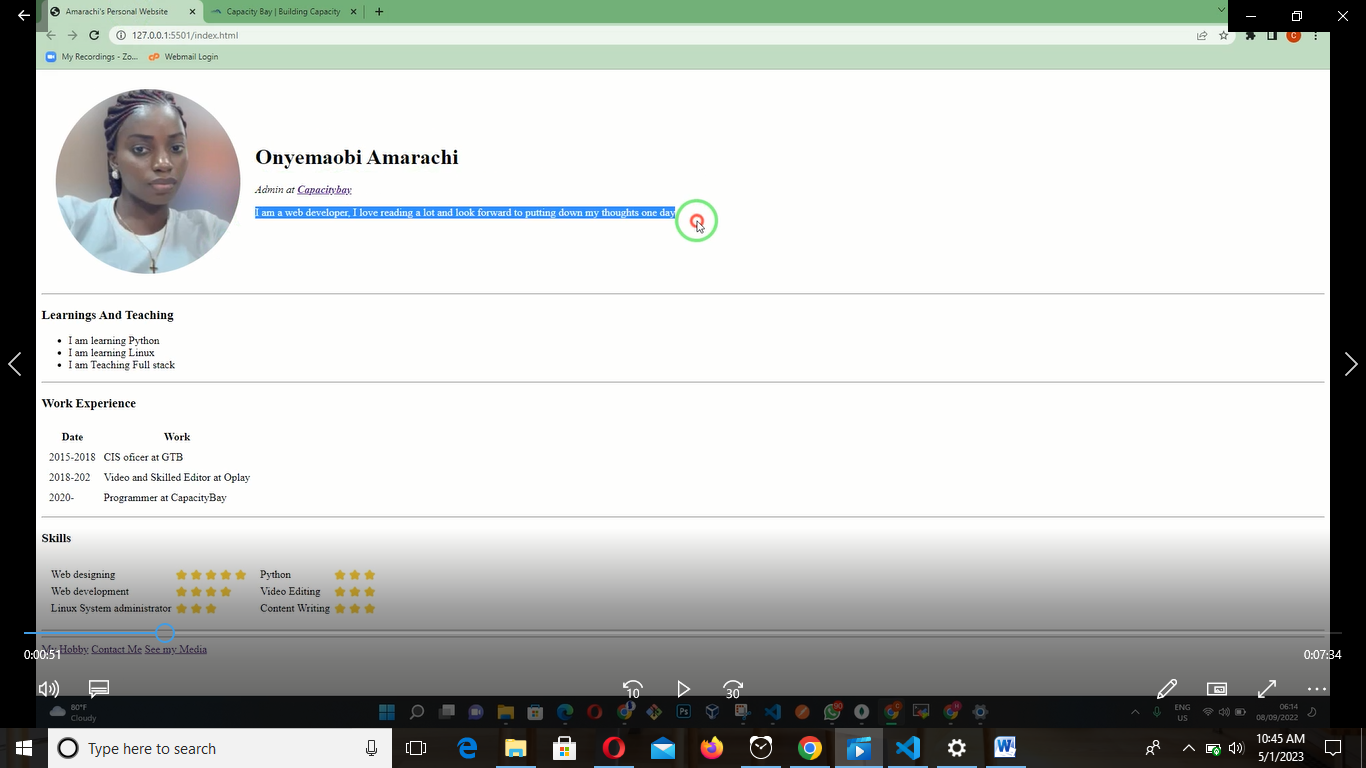 Amarachi's Personal Website
Capacity Bay | Building Capacity
127.0.0.1:5501/index.html
My Recordings - Zo...
Webmail Login
Onyemaobi Amarachi
Admin at Capacitybay
I am a web developer, I love reading a lot and look forward to putting down my thoughts one day
Learnings And Teaching
I am learning Python
I am learning Linux
I am Teaching Full stack
Work Experience
Date Work
2015-2018 CIS oficer at GTB
2018-202 Video and Skilled Editor at Oplay
2020- Programmer at CapacityBay
Skills
Web designing Python
Web development Video Editing
Linux System administrator Content Writing
My Hobby Contact Me See my Media
0:00:51 0:07:34
10 30
80°F
Cloudy
ENG
US
06:14
08/09/2022
Type here to search
10:45 AM
5/1/2023